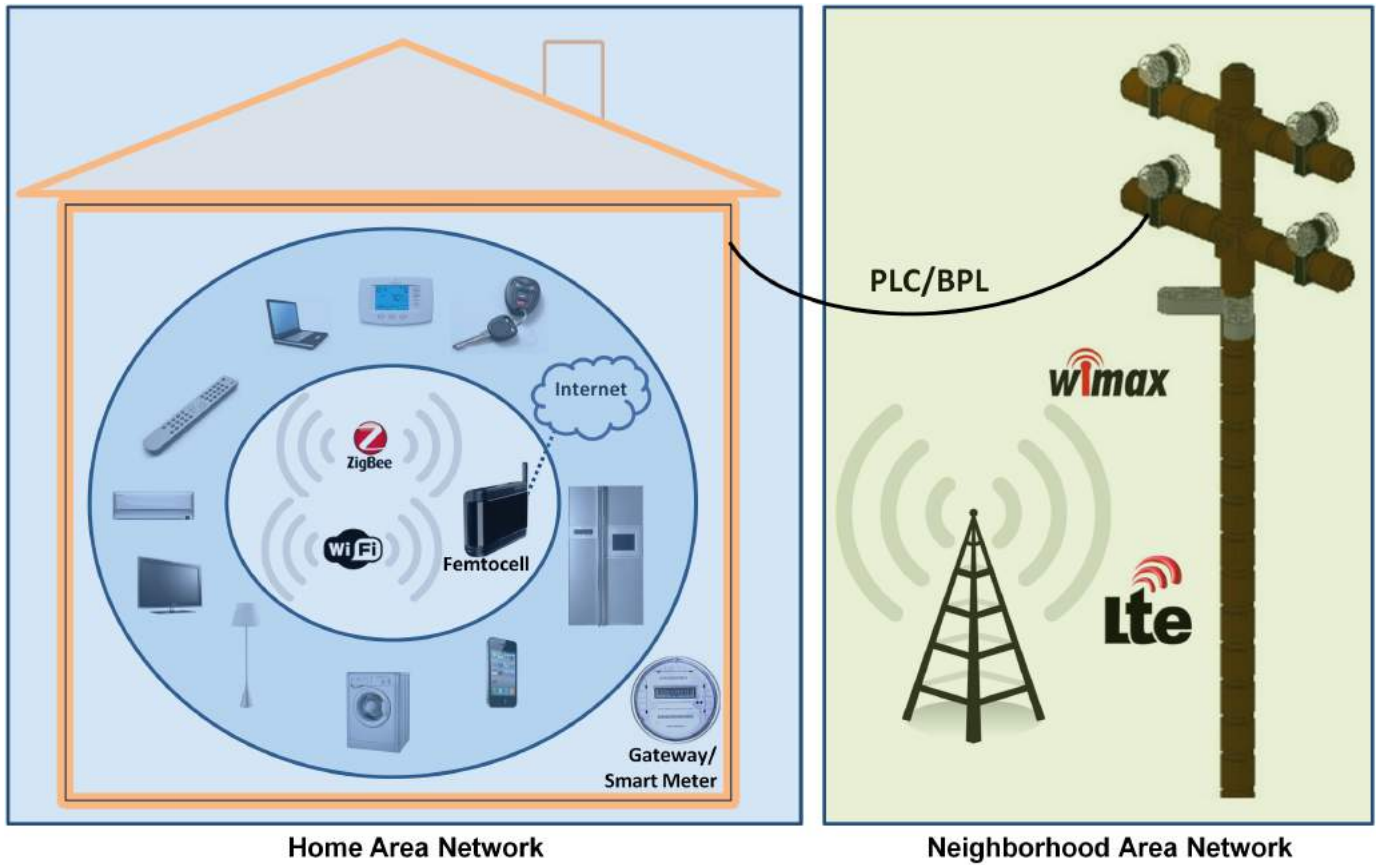 PLC/BPL
Internet
wimax
Z
ZigBee
WiFi
Femtocell
Lte
Gateway/
Smart Meter
Home Area Network
Neighborhood Area Network